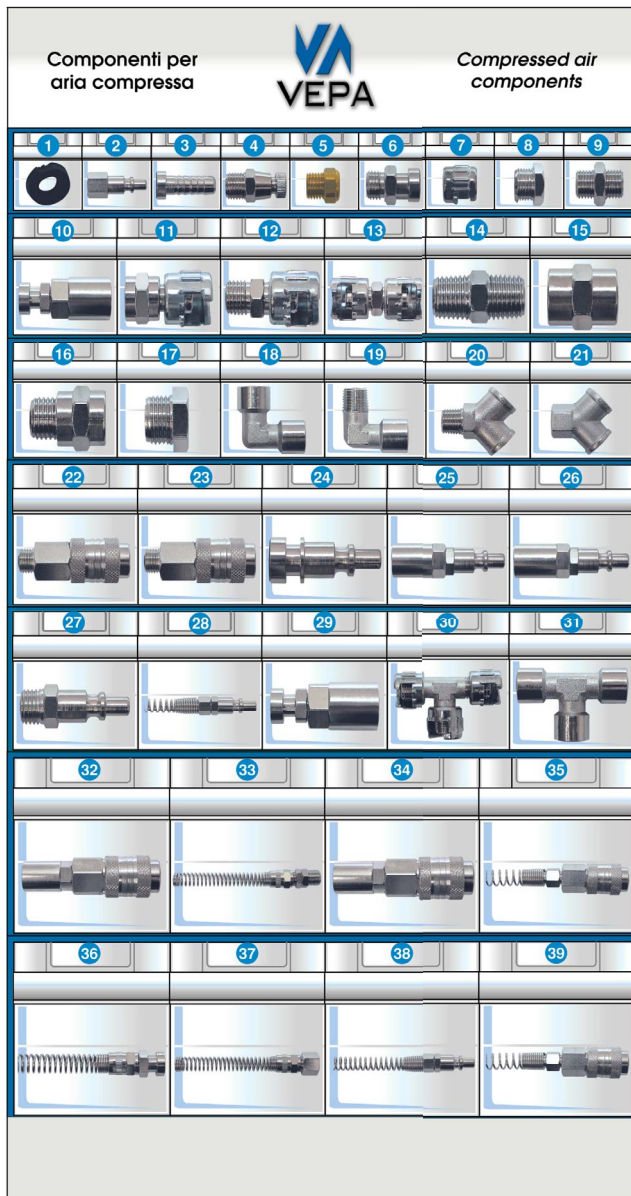 Componenti per
aria compressa
VEPA
Compressed air
components
1 2 3 4 5 6 7 8 9
10 11 12 13 14 15
16 17 18 19 20 21
22 23 24 25 26
27 28 29 30 31
32 33 34 35
36 37 38 39